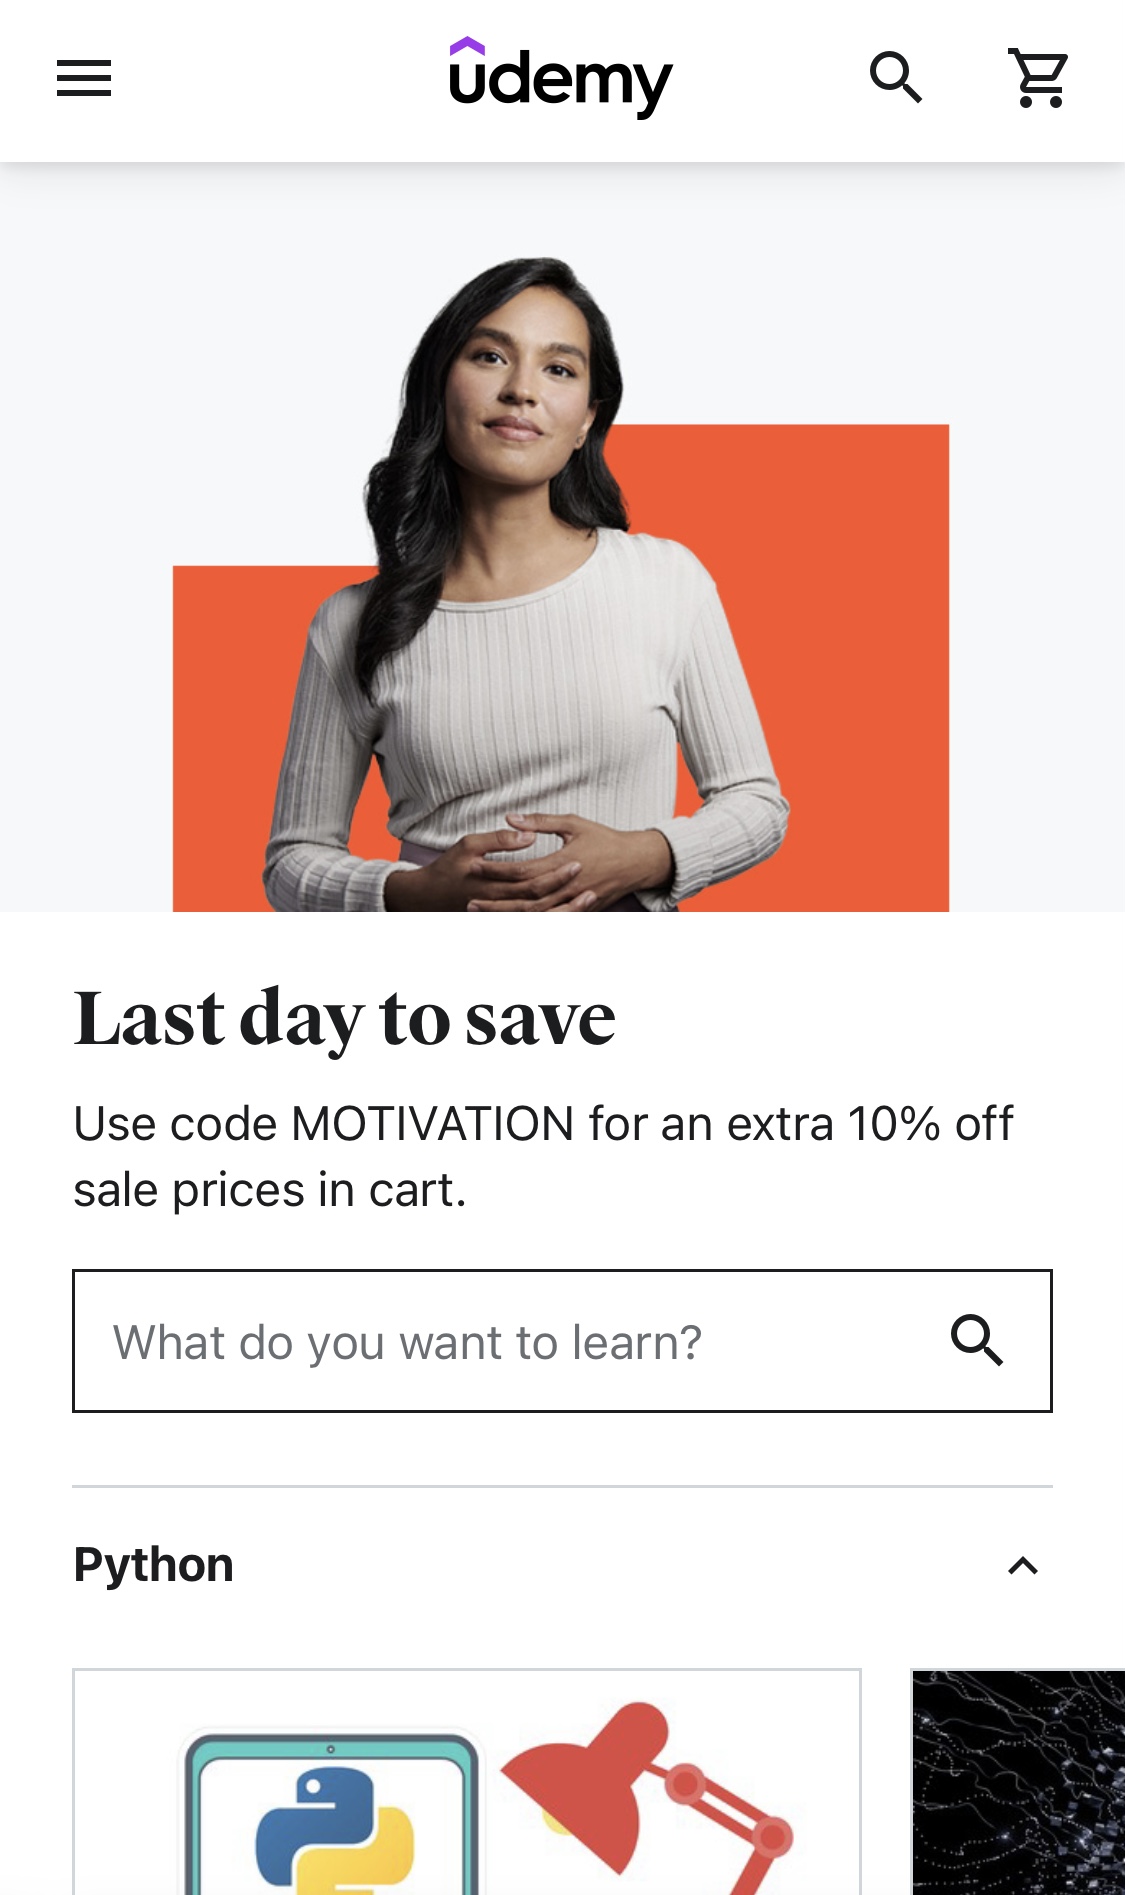 udemy
Last day to save
Use code MOTIVATION for an extra 10% off
sale prices in cart.
What do you want to learn?
Python